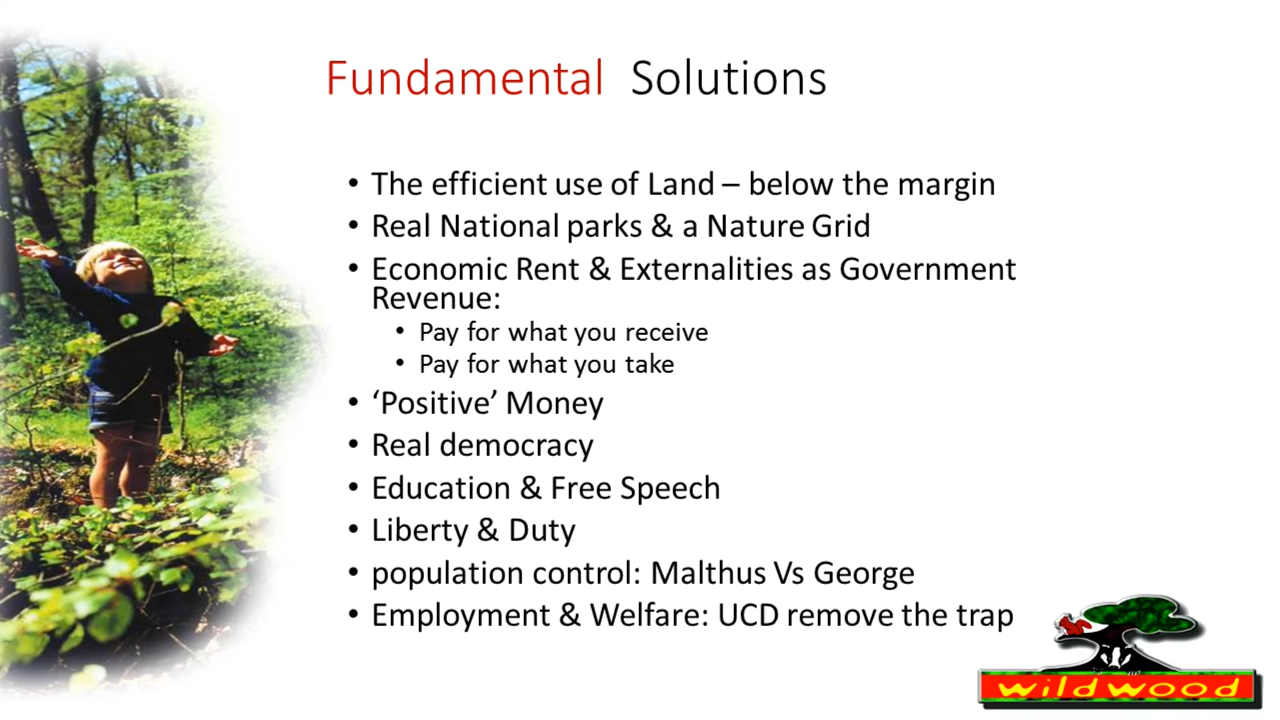 Fundamental Solutions
• The efficient use of Land – below the margin
• Real National parks & a Nature Grid
• Economic Rent & Externalities as Government
Revenue:
• Pay for what you receive
• Pay for what you take
• ‘Positive’ Money
• Real democracy
• Education & Free Speech
• Liberty & Duty
• population control: Malthus Vs George
• Employment & Welfare: UCD remove the trap
wildwood